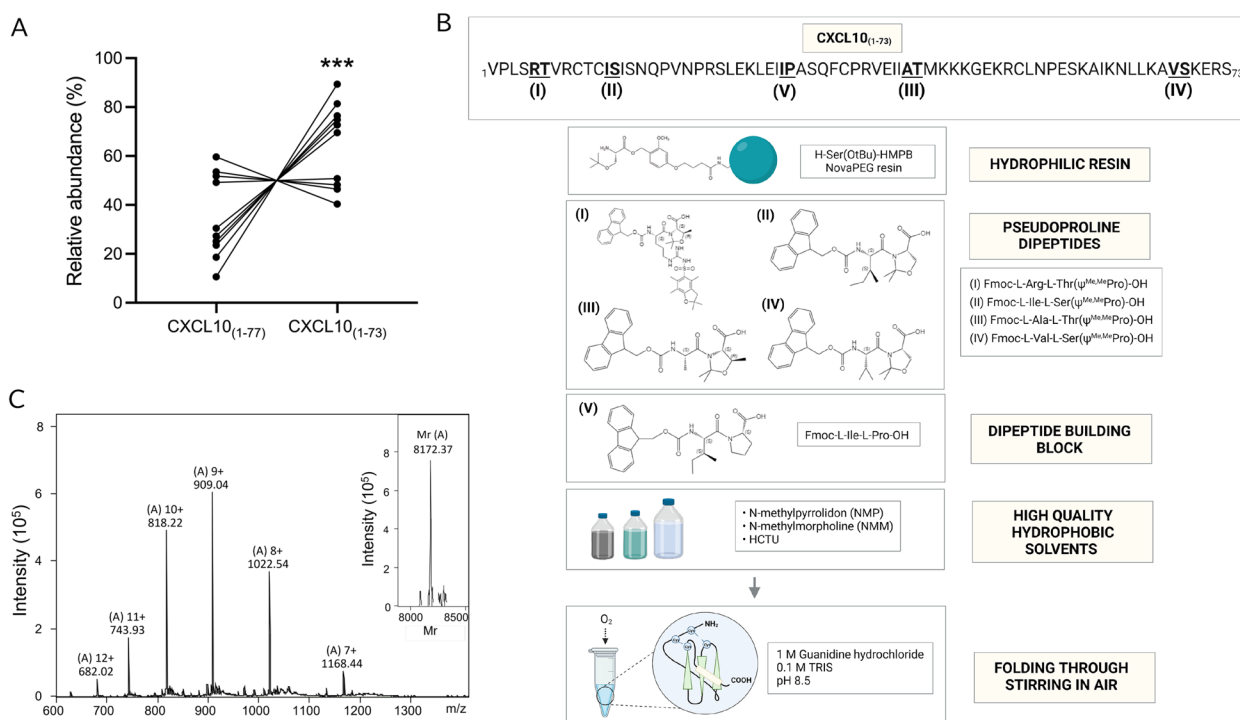 A
Relative abundance (%)
100
80
60
40
20
0
***
CXCL10(1-77)
CXCL10(1-73)
B
CXCL10(1-73)
1VPLSRTVRCTCISISNQPVNPRSLEKLEIIPASQFCPRVEIIATMKKKGEKRCLNPESKAIKNLLKAVSKERS73
(I)
(II)
(V)
(III)
(IV)
H-Ser(OtBu)-HMPB
NovaPEG resin
HYDROPHILIC RESIN
(I)
(II)
(III)
(IV)
PSEUDOPROLINE
DIPEPTIDES
(I) Fmoc-L-Arg-L-Thr(ψMe,MePro)-OH
(II) Fmoc-L-Ile-L-Ser(ψMe,MePro)-OH
(III) Fmoc-L-Ala-L-Thr(ψMe,MePro)-OH
(IV) Fmoc-L-Val-L-Ser(ψMe,MePro)-OH
(V)
Fmoc-L-Ile-L-Pro-OH
DIPEPTIDE BUILDING
BLOCK
• N-methylpyrrolidon (NMP)
• N-methylmorpholine (NMM)
• HCTU
HIGH QUALITY
HYDROPHOBIC
SOLVENTS
O2
NH2
COOH
1 M Guanidine hydrochloride
0.1 M TRIS
pH 8.5
FOLDING THROUGH
STIRRING IN AIR
C
Intensity (10^5)
8
6
4
2
0
(A) 12+
682.02
(A) 11+
743.93
(A) 10+
818.22
(A) 9+
909.04
(A) 8+
1022.54
(A) 7+
1168.44
600
700
800
900
1000
1100
1200
1300
m/z
Mr (A)
8172.37
Intensity (10^5)
8
6
4
2
0
8000
8500
Mr